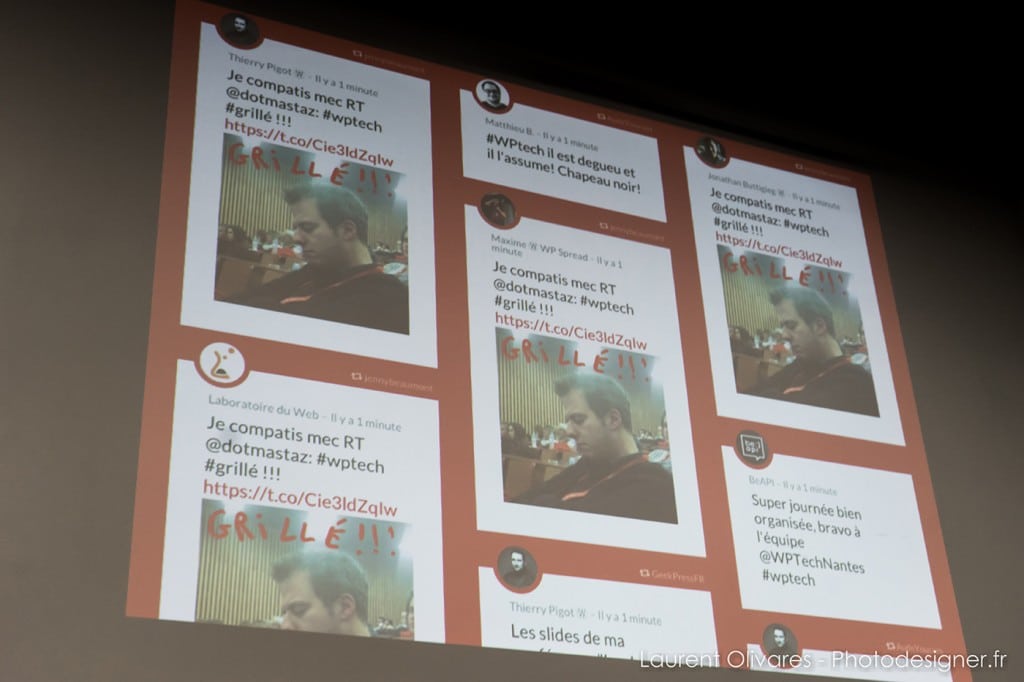 jennybeaumont
Thierry Pigot W - Il y a 1 minute
Je compatis mec RT
@dotmastaz: #wptech
#grillé !!!
https://t.co/Cie3IdZqIw
GRILLÉ!!!
jennybeaumont
Laboratoire du Web - Il y a 1 minute
Je compatis mec RT
@dotmastaz: #wptech
#grillé !!!
https://t.co/Cie3IdZqIw
GRILLÉ!!!
Matthieu B. - Il y a 1 minute
#WPtech il est degueu et
il l'assume! Chapeau noir!
jennybeaumont
Maxime W WP Spread - Il y a 1
minute
Je compatis mec RT
@dotmastaz: #wptech
#grillé !!!
https://t.co/Cie3IdZqIw
GRILLÉ!!!
GeekPressFR
Thierry Pigot W - Il y a 1 minute
Les slides de ma
Jonathan Buttigieg W - Il y a 1 minute
Je compatis mec RT
@dotmastaz: #wptech
#grillé !!!
https://t.co/Cie3IdZqIw
GRILLÉ!!!
BeAPI - Il y a 1 minute
Super journée bien
organisée, bravo à
l'équipe
@WPTechNantes
#wptech
Laurent Olivares - Photodesigner.fr